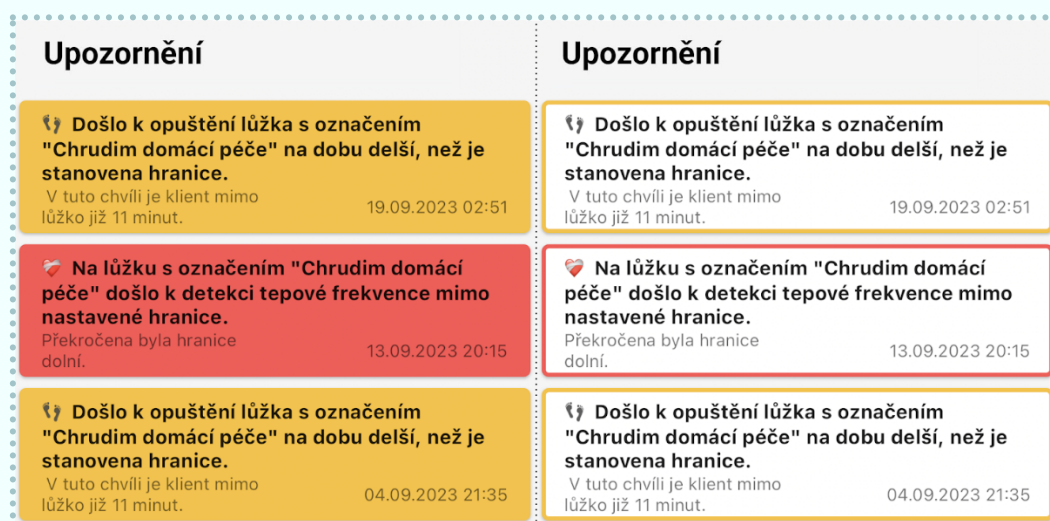 Upozornění
Došlo k opuštění lůžka s označením
"Chrudim domácí péče" na dobu delší, než je
stanovena hranice.
V tuto chvíli je klient mimo
lůžko již 11 minut.
19.09.2023 02:51
Na lůžku s označením "Chrudim domácí
péče" došlo k detekci tepové frekvence mimo
nastavené hranice.
Překročena byla hranice
dolní.
13.09.2023 20:15
Došlo k opuštění lůžka s označením
"Chrudim domácí péče" na dobu delší, než je
stanovena hranice.
V tuto chvíli je klient mimo
lůžko již 11 minut.
04.09.2023 21:35
Upozornění
Došlo k opuštění lůžka s označením
"Chrudim domácí péče" na dobu delší, než je
stanovena hranice.
V tuto chvíli je klient mimo
lůžko již 11 minut.
19.09.2023 02:51
Na lůžku s označením "Chrudim domácí
péče" došlo k detekci tepové frekvence mimo
nastavené hranice.
Překročena byla hranice
dolní.
13.09.2023 20:15
Došlo k opuštění lůžka s označením
"Chrudim domácí péče" na dobu delší, než je
stanovena hranice.
V tuto chvíli je klient mimo
lůžko již 11 minut.
04.09.2023 21:35